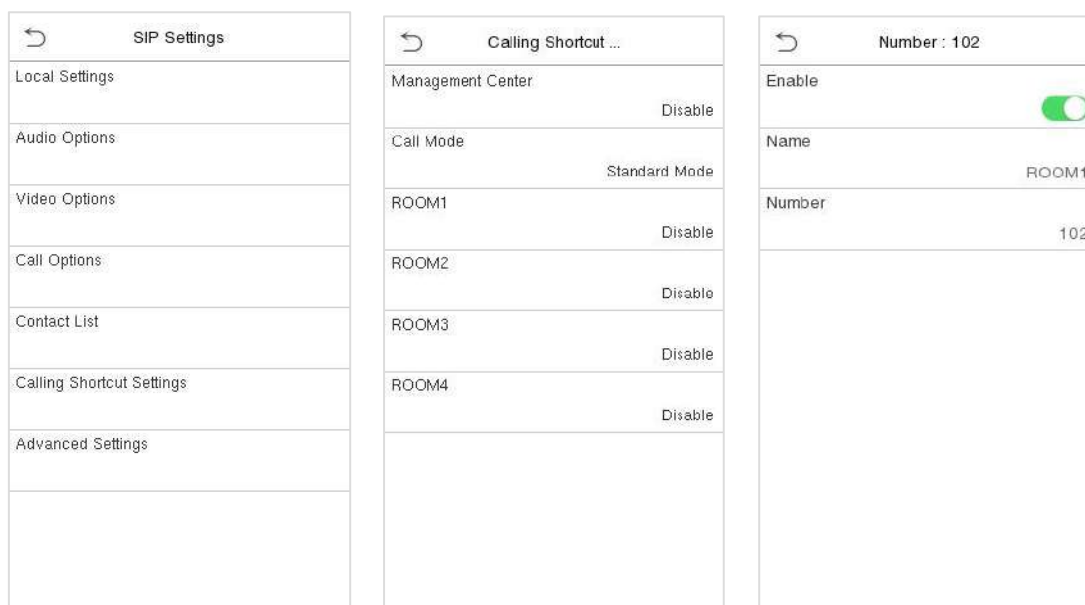 SIP Settings
Local Settings
Audio Options
Video Options
Call Options
Contact List
Calling Shortcut Settings
Advanced Settings
Calling Shortcut ...
Management Center
Disable
Call Mode
Standard Mode
ROOM1
Disable
ROOM2
Disable
ROOM3
Disable
ROOM4
Disable
Number : 102
Enable
Name
ROOM1
Number
102